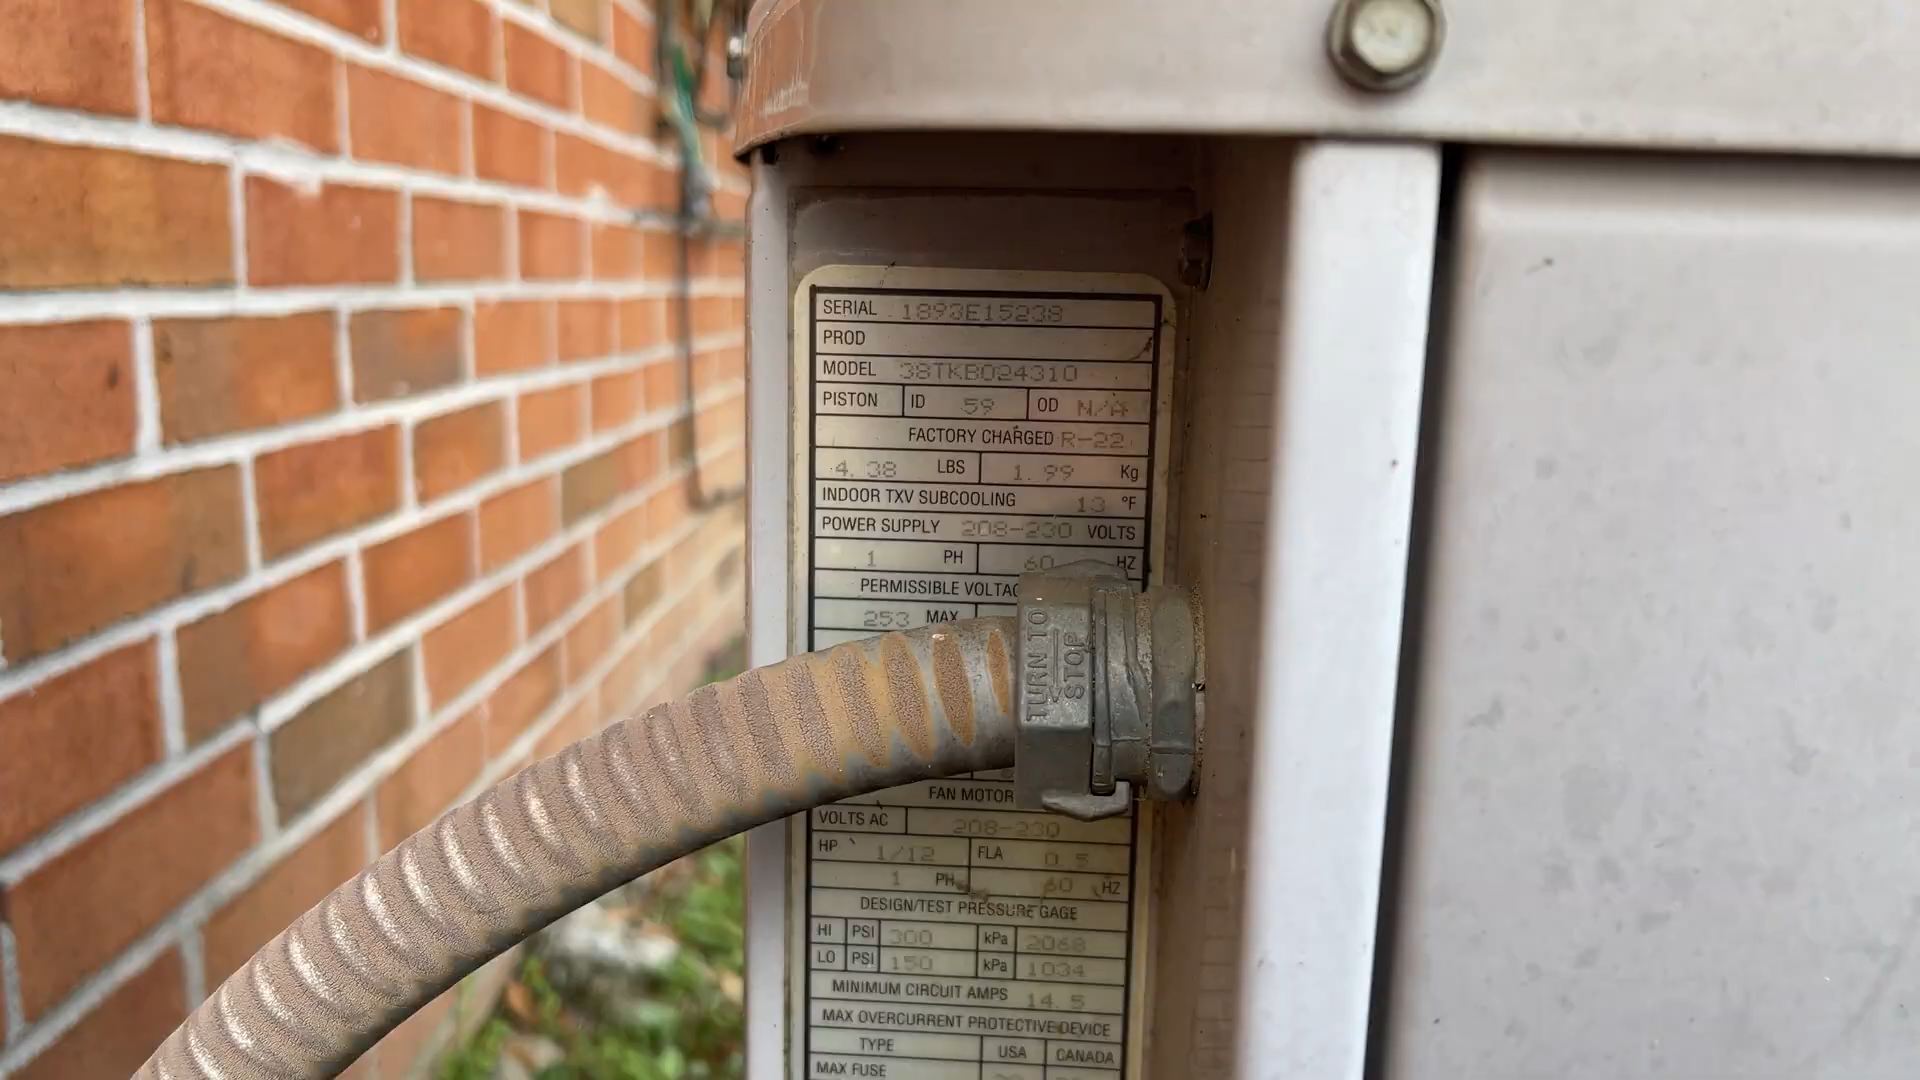 SERIAL 1893E15238
PROD
MODEL 38TKB024310
PISTON ID 59 OD N/A
FACTORY CHARGED R-22
4.38 LBS 1.99 Kg
INDOOR TXV SUBCOOLING 13 °F
POWER SUPPLY 208-230 VOLTS
1 PH 60 HZ
PERMISSIBLE
253 MAX
TURN TO
STOP
FAN MOTOR
VOLTS AC 208-230
HP 1/12 FLA 0.5
1 PH 60 HZ
DESIGN/TEST PRESSURE GAGE
HI PSI 300 kPa 2068
LO PSI 150 kPa 1034
MINIMUM CIRCUIT AMPS 14.5
MAX OVERCURRENT PROTECTIVE DEVICE
TYPE USA CANADA
MAX FUSE